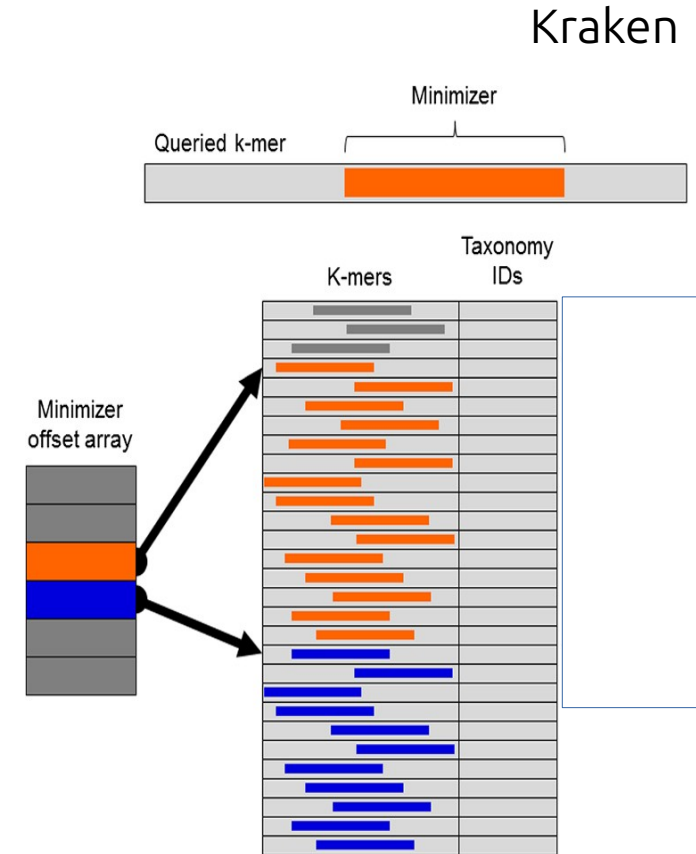 Kraken
Minimizer
Queried k-mer
Taxonomy
IDs
K-mers
Minimizer
offset array